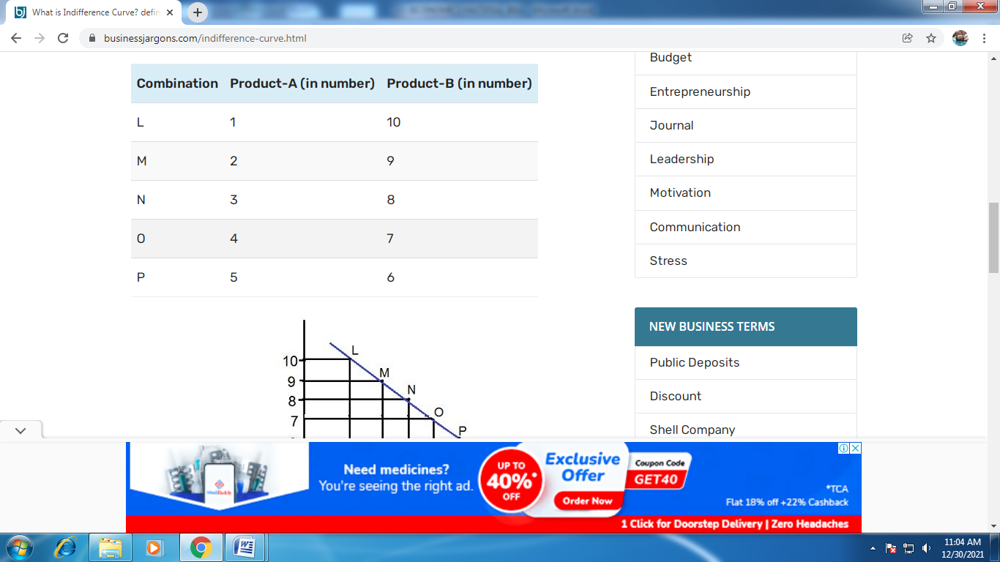 What is Indifference Curve? defin
businessjargons.com/indifference-curve.html
Combination Product-A (in number) Product-B (in number)
L 1 10
M 2 9
N 3 8
O 4 7
P 5 6
L
10
M
9
N
8
O
7
P
Budget
Entrepreneurship
Journal
Leadership
Motivation
Communication
Stress
NEW BUSINESS TERMS
Public Deposits
Discount
Shell Company
MediBuddy
Need medicines?
You're seeing the right ad.
UP TO
40%*
OFF
Exclusive
Offer
Order Now
Coupon Code
GET40
*TCA
Flat 18% off +22% Cashback
1 Click for Doorstep Delivery | Zero Headaches
11:04 AM
12/30/2021